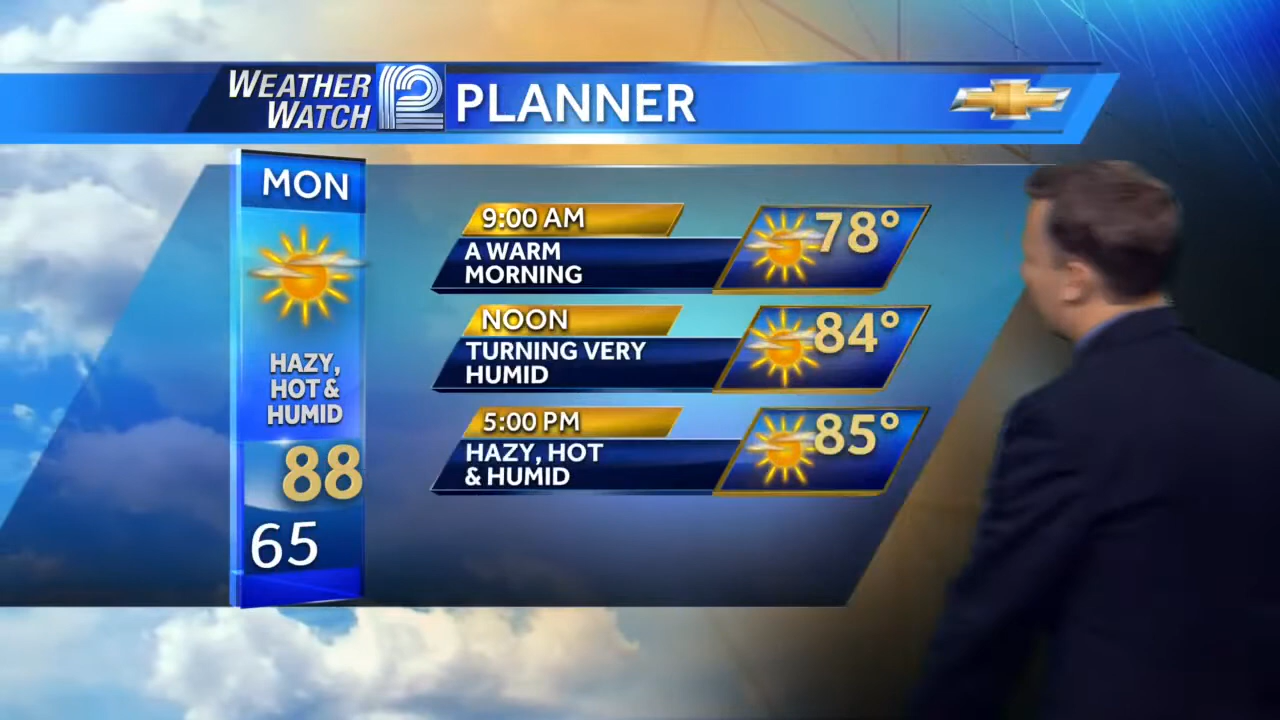 WEATHER
WATCH
12
PLANNER
MON
HAZY,
HOT &
HUMID
88
65
9:00 AM
A WARM
MORNING
78°
NOON
TURNING VERY
HUMID
84°
5:00 PM
HAZY, HOT
& HUMID
85°